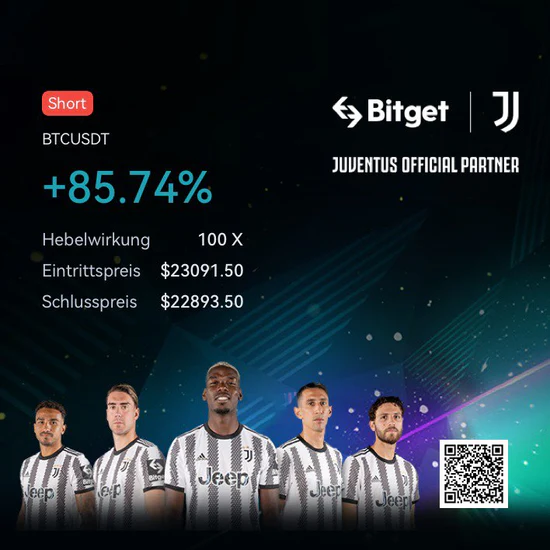 Short
BTCUSDT
+85.74%
Hebelwirkung 100 X
Eintrittspreis $23091.50
Schlusspreis $22893.50
Bitget
JUVENTUS OFFICIAL PARTNER
Jeep
Jeep
Jeep
Jeep
Jeep